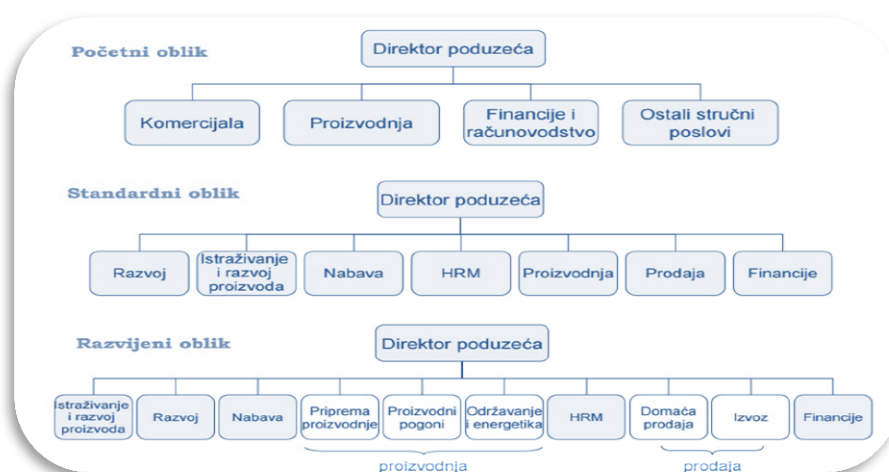 Početni oblik
Direktor poduzeća
Komercijala
Proizvodnja
Financije i
računovodstvo
Ostali stručni
poslovi
Standardni oblik
Direktor poduzeća
Razvoj
Istraživanje
i razvoj
proizvoda
Nabava
HRM
Proizvodnja
Prodaja
Financije
Razvijeni oblik
Direktor poduzeća
Istraživanje
i razvoj
proizvoda
Razvoj
Nabava
Priprema
proizvodnje
Proizvodni
pogoni
Održavanje
i energetika
HRM
Domaća
prodaja
Izvoz
Financije
proizvodnja
prodaja